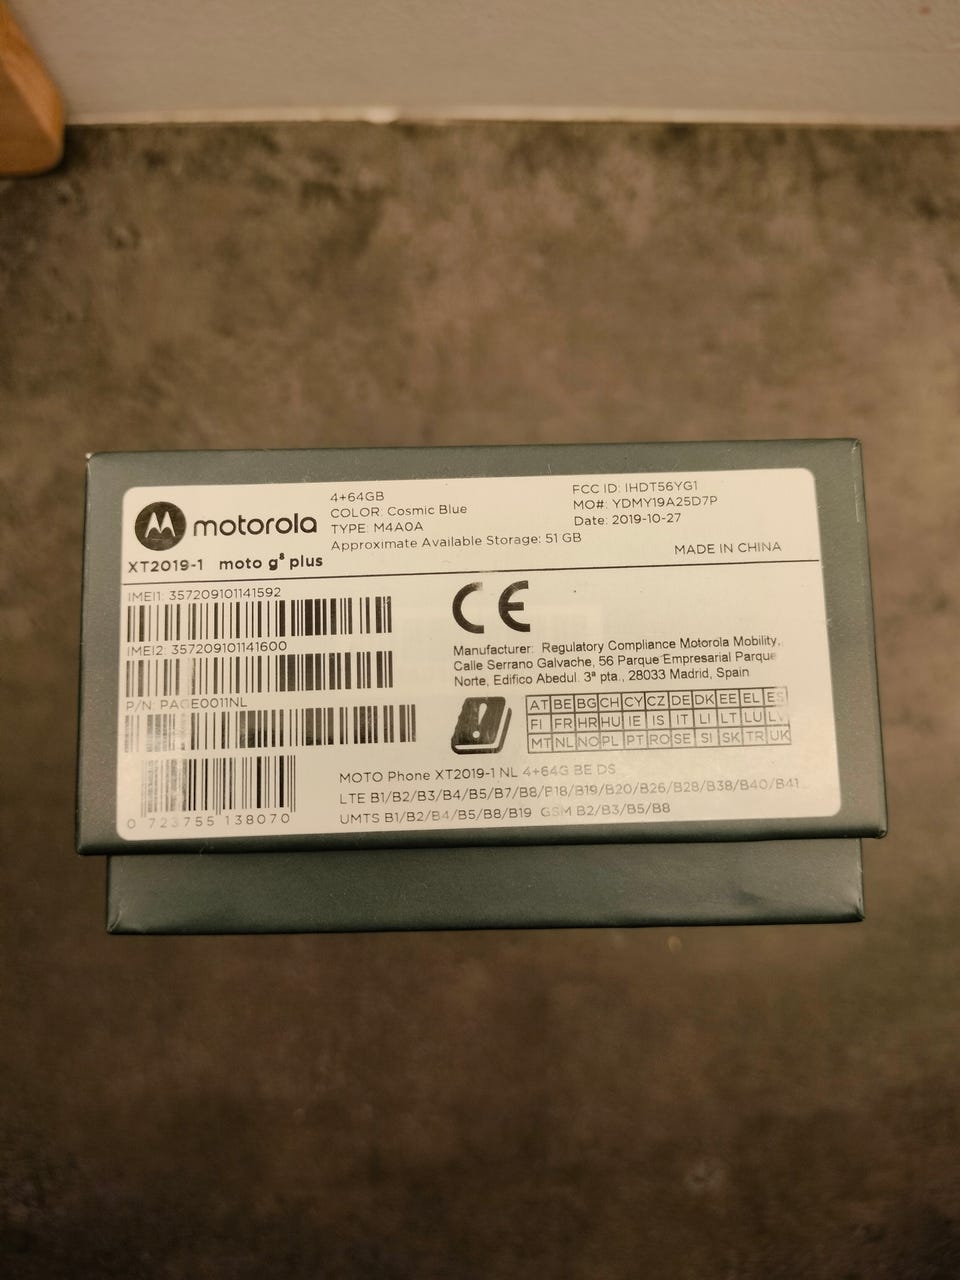 motorola
4+64GB
COLOR: Cosmic Blue
TYPE: M4A0A
Approximate Available Storage: 51 GB
FCC ID: IHDT56YG1
MO#: YDMY19A25D7P
Date: 2019-10-27
MADE IN CHINA
XT2019-1 moto g⁸ plus
IMEI1: 357209101141592
IMEI2: 357209101141600
P/N: PAGE0011NL
0 723755 138070
CE
Manufacturer: Regulatory Compliance Motorola Mobility,
Calle Serrano Galvache, 56 Parque Empresarial Parque
Norte, Edifico Abedul. 3ª pta., 28033 Madrid, Spain
AT BE BG CH CY CZ DE DK EE EL ES
FI FR HR HU IE IS IT LI LT LU LV
MT NL NO PL PT RO SE SI SK TR UK
MOTO Phone XT2019-1 NL 4+64G BE DS
LTE B1/B2/B3/B4/B5/B7/B8/B18/B19/B20/B26/B28/B38/B40/B41
UMTS B1/B2/B4/B5/B8/B19 GSM B2/B3/B5/B8